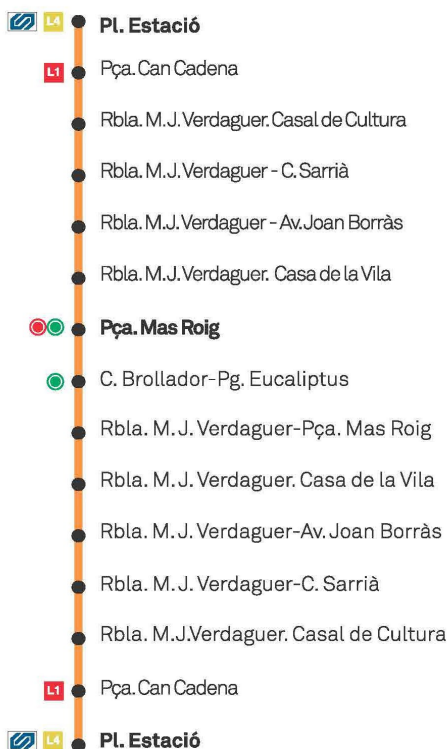 L4 Pl. Estació
L1 Pça. Can Cadena
Rbla. M.J. Verdaguer. Casal de Cultura
Rbla. M.J. Verdaguer - C. Sarrià
Rbla. M.J. Verdaguer - Av. Joan Borràs
Rbla. M.J. Verdaguer. Casa de la Vila
Pça. Mas Roig
C. Brollador-Pg. Eucaliptus
Rbla. M.J. Verdaguer-Pça. Mas Roig
Rbla. M.J. Verdaguer. Casa de la Vila
Rbla. M.J. Verdaguer-Av. Joan Borràs
Rbla. M.J. Verdaguer-C. Sarrià
Rbla. M.J.Verdaguer. Casal de Cultura
L1 Pça. Can Cadena
L4 Pl. Estació